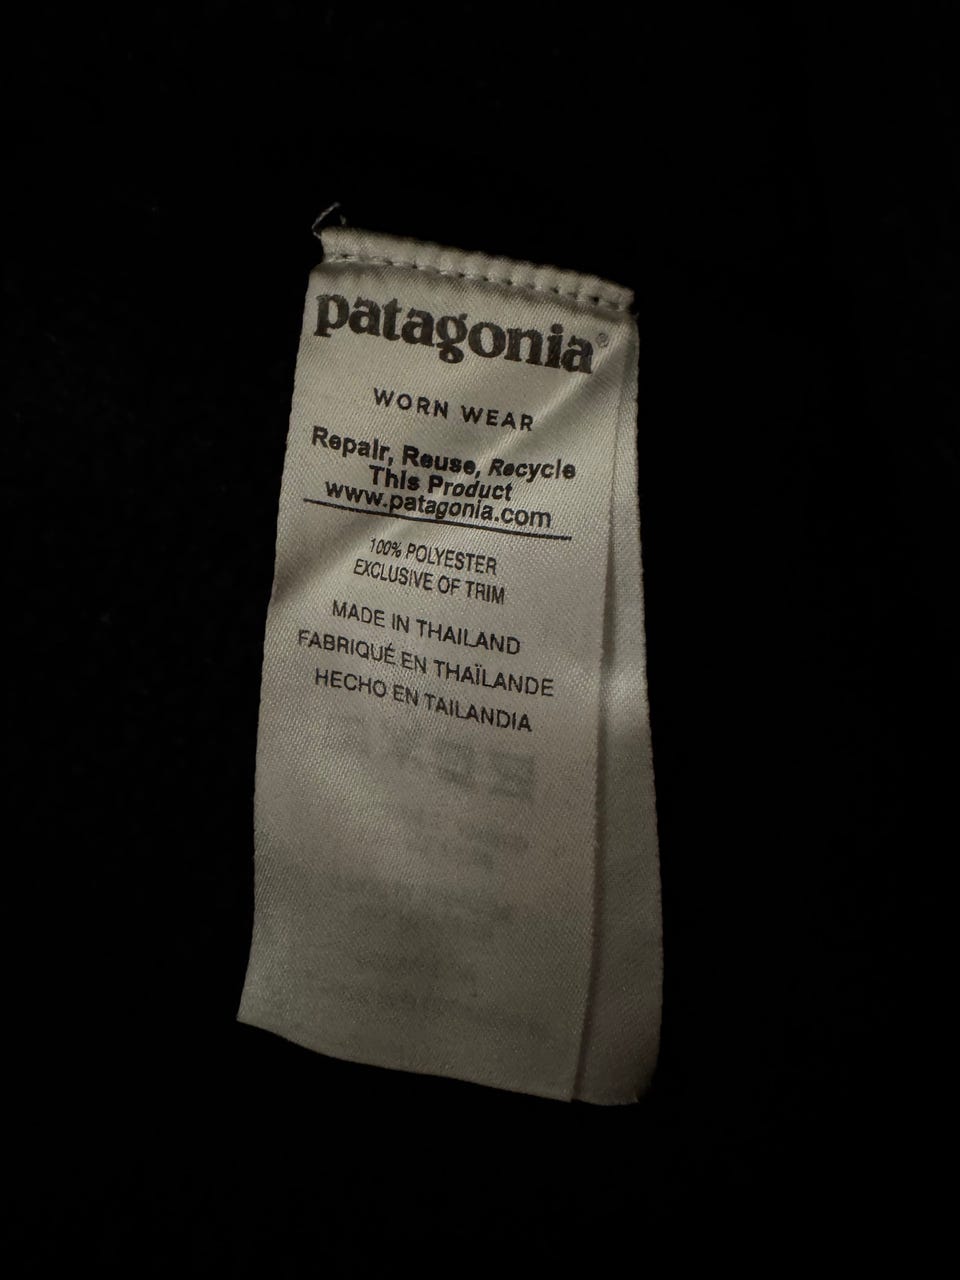 patagonia®
WORN WEAR
Repair, Reuse, Recycle
This Product
www.patagonia.com
100% POLYESTER
EXCLUSIVE OF TRIM
MADE IN THAILAND
FABRIQUÉ EN THAÏLANDE
HECHO EN TAILANDIA